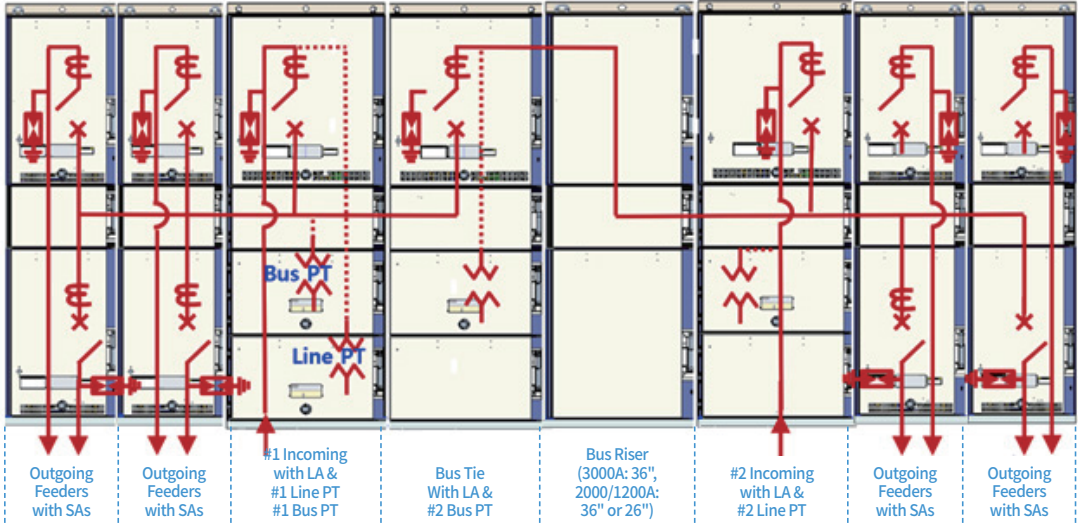 Bus PT
Line PT
Outgoing
Feeders
with SAs
Outgoing
Feeders
with SAs
#1 Incoming
with LA &
#1 Line PT
#1 Bus PT
Bus Tie
With LA &
#2 Bus PT
Bus Riser
(3000A: 36",
2000/1200A:
36" or 26")
#2 Incoming
with LA &
#2 Line PT
Outgoing
Feeders
with SAs
Outgoing
Feeders
with SAs